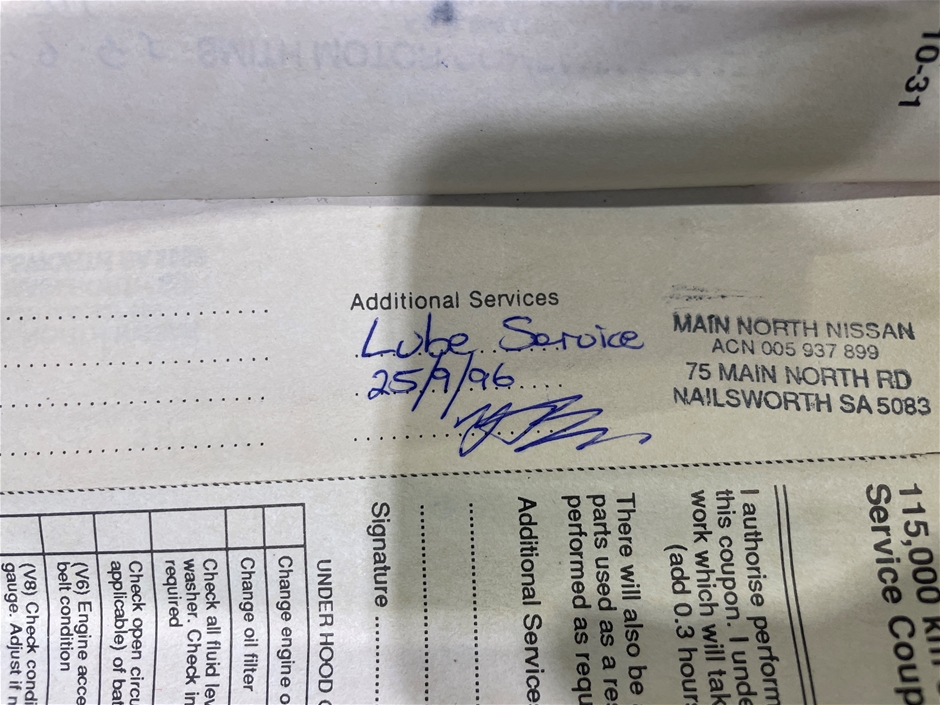 10-31
Additional Services
Lube Service
25/9/96
MAIN NORTH NISSAN
ACN 005 937 899
75 MAIN NORTH RD
NAILSWORTH SA 5083
115,000 km
Service Coup
I authorise perform
this coupon. I unde
work which will tak
(add 0.3 hours
There will also be
parts used as a res
performed as requ
Additional Service
Signature
UNDER HOOD
Change engine o
Change oil filter
Check all fluid lev
washer. Check in
required
Check open circu
applicable) of bat
(V6) Engine acce
belt condition
(V8) Check condi
gauge. Adjust if n